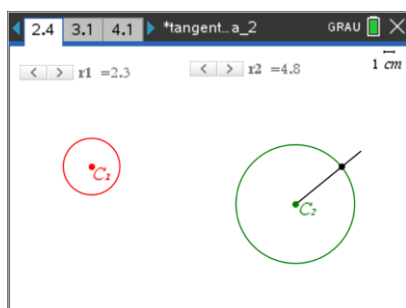 2.4 3.1 4.1 *tangent…a_2 GRAU
r1 =2.3 r2 =4.8 1 cm
C₁
C₂